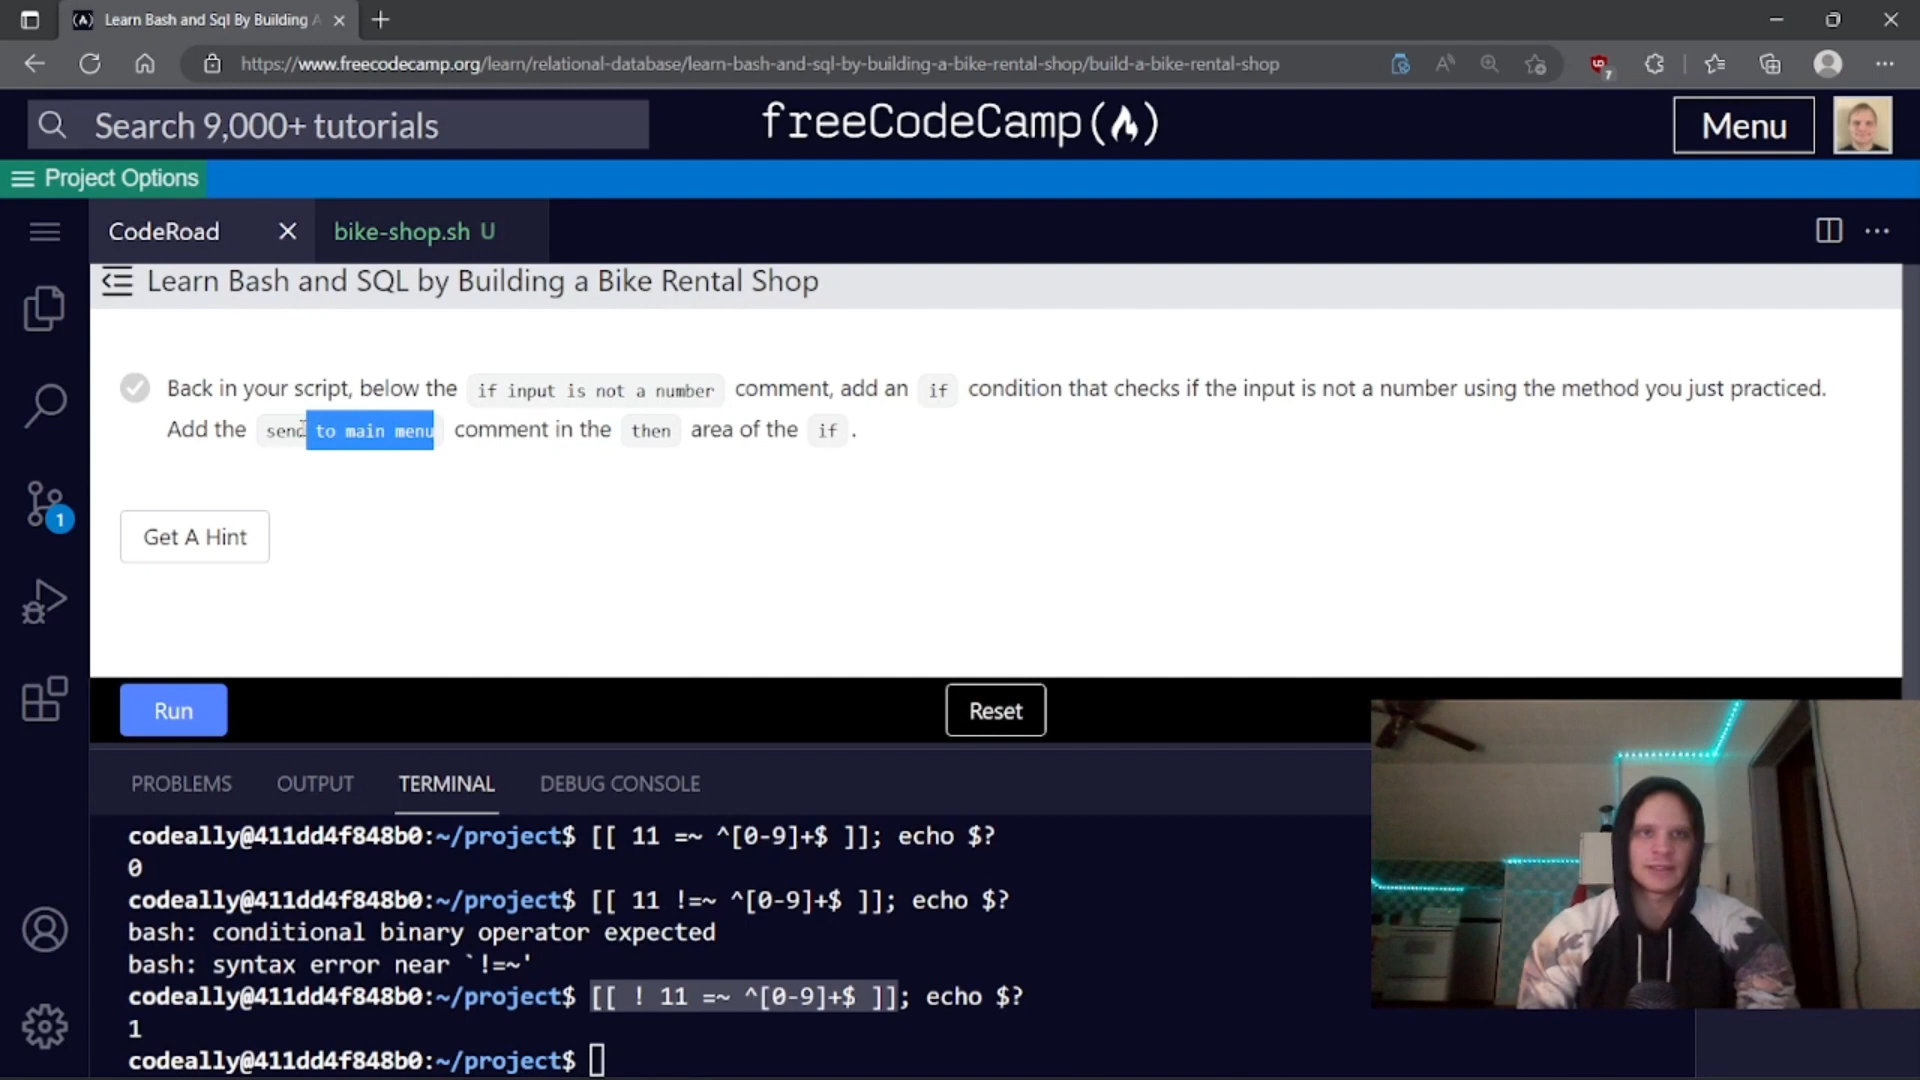 Learn Bash and Sql By Building A
https://www.freecodecamp.org/learn/relational-database/learn-bash-and-sql-by-building-a-bike-rental-shop/build-a-bike-rental-shop
7
Search 9,000+ tutorials
freeCodeCamp
Menu
Project Options
CodeRoad
bike-shop.sh U
Learn Bash and SQL by Building a Bike Rental Shop
Back in your script, below the if input is not a number comment, add an if condition that checks if the input is not a number using the method you just practiced.
Add the send to main menu comment in the then area of the if .
1
Get A Hint
Run
Reset
PROBLEMS OUTPUT TERMINAL DEBUG CONSOLE
codeally@411dd4f848b0:~/project$ [[ 11 =~ ^[0-9]+$ ]]; echo $?
0
codeally@411dd4f848b0:~/project$ [[ 11 !=~ ^[0-9]+$ ]]; echo $?
bash: conditional binary operator expected
bash: syntax error near `!=~'
codeally@411dd4f848b0:~/project$ [[ ! 11 =~ ^[0-9]+$ ]]; echo $?
1
codeally@411dd4f848b0:~/project$